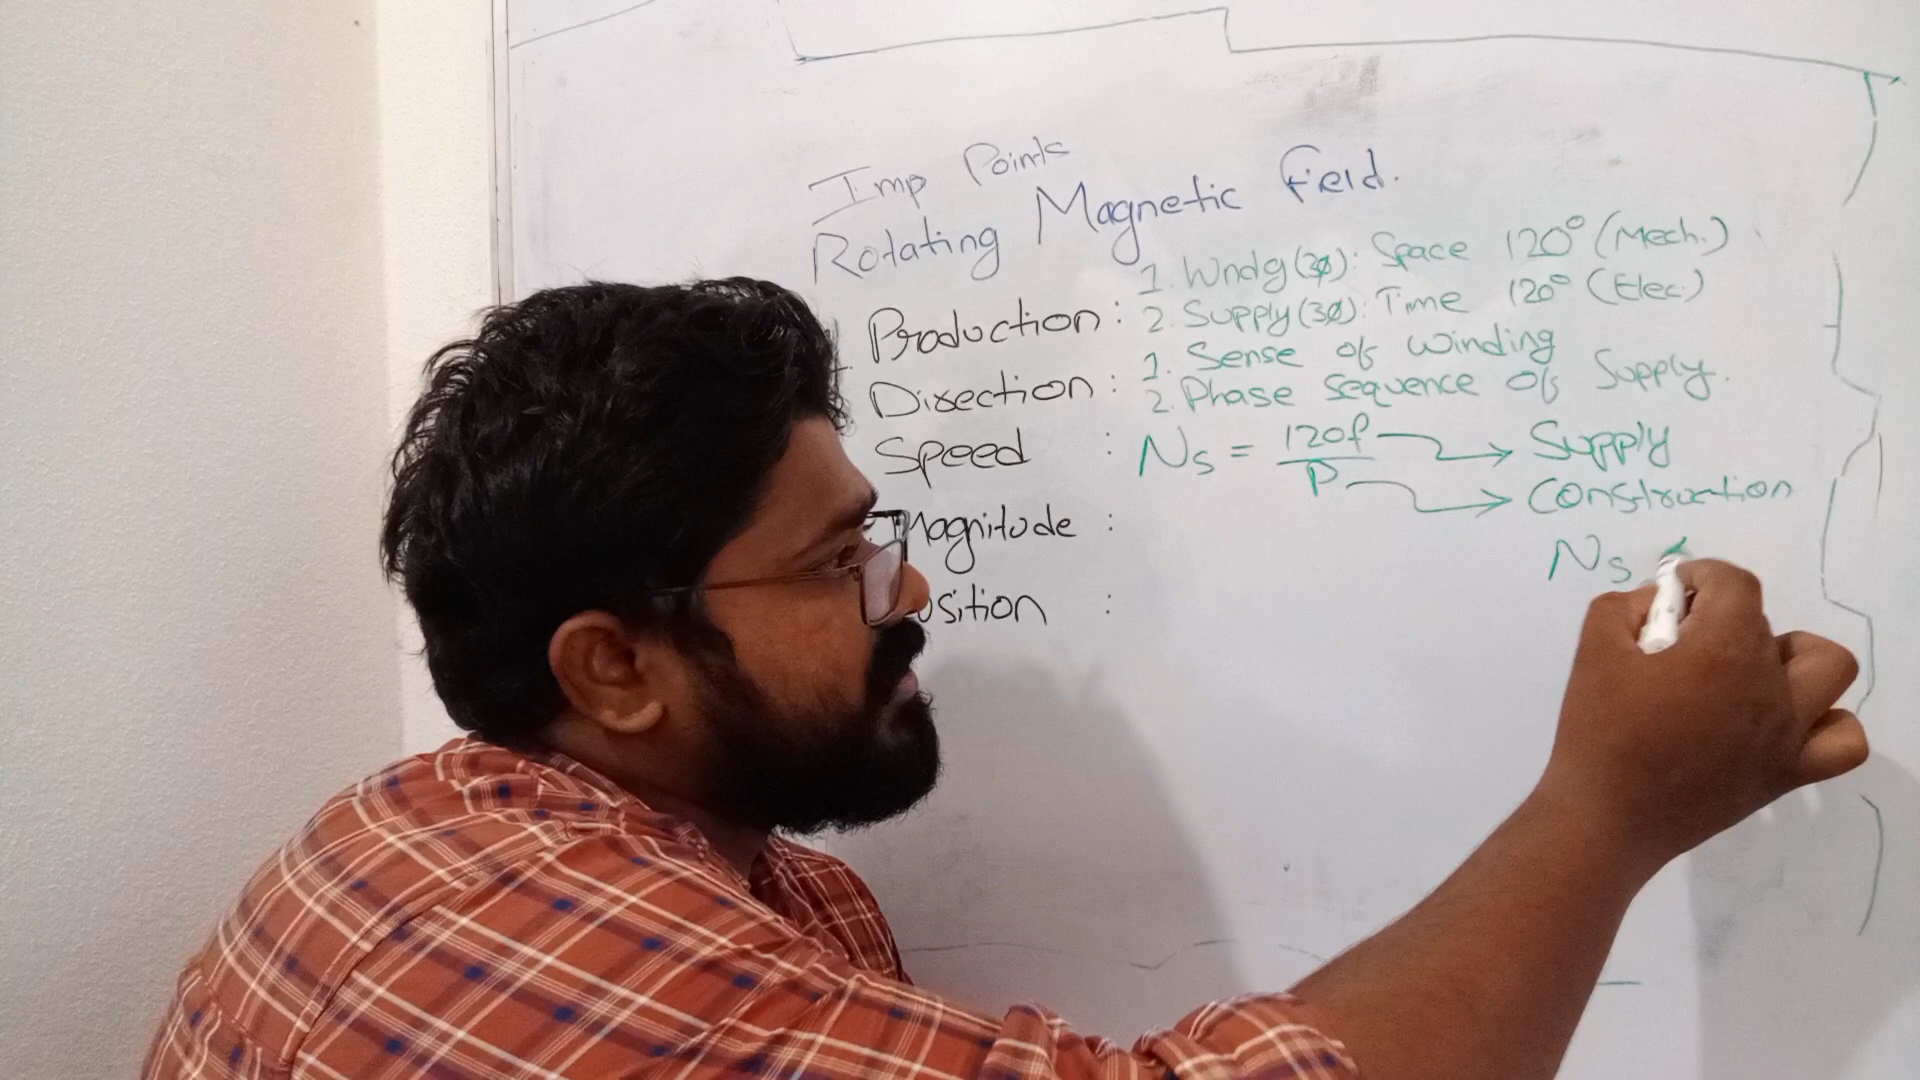 Imp Points
Rotating Magnetic Field.
Production : 1. Wndg (3φ): Space 120° (Mech.)
2. Supply (3φ): Time 120° (Elec.)
Direction : 1. Sense of winding
2. Phase sequence of Supply.
Speed : Ns = 120f/P → Supply
→ Construction
Magnitude :
Ns
osition :